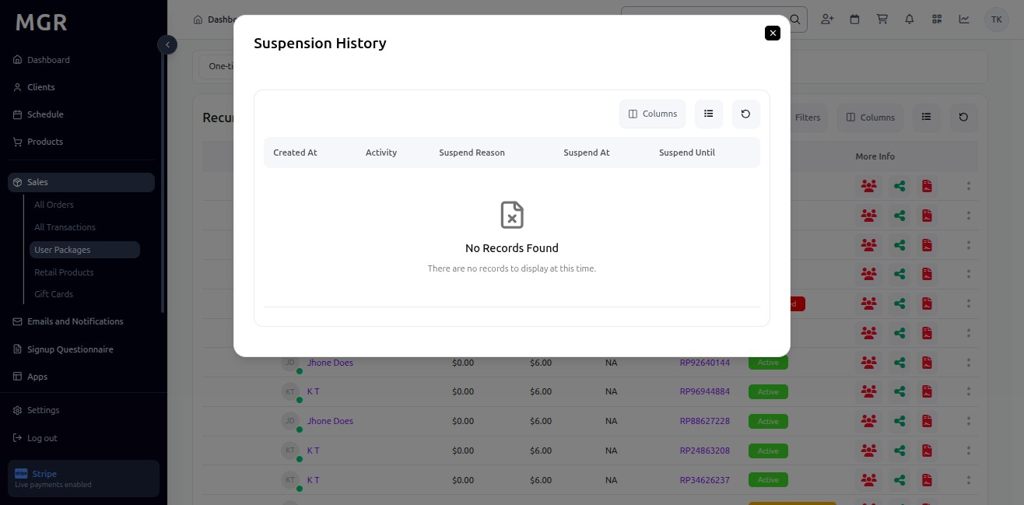 MGR
Dashboard
Clients
Schedule
Products
Sales
All Orders
All Transactions
User Packages
Retail Products
Gift Cards
Emails and Notifications
Signup Questionnaire
Apps
Settings
Log out
Stripe
Live payments enabled
TK
Suspension History
Columns
Created At Activity Suspend Reason Suspend At Suspend Until
No Records Found
There are no records to display at this time.
Filters Columns
More Info
JD Jhone Does $0.00 $6.00 NA RP92640144 Active
KT K T $0.00 $6.00 NA RP96944884 Active
JD Jhone Does $0.00 $6.00 NA RP88627228 Active
KT K T $0.00 $6.00 NA RP24863208 Active
KT K T $0.00 $6.00 NA RP34626237 Active